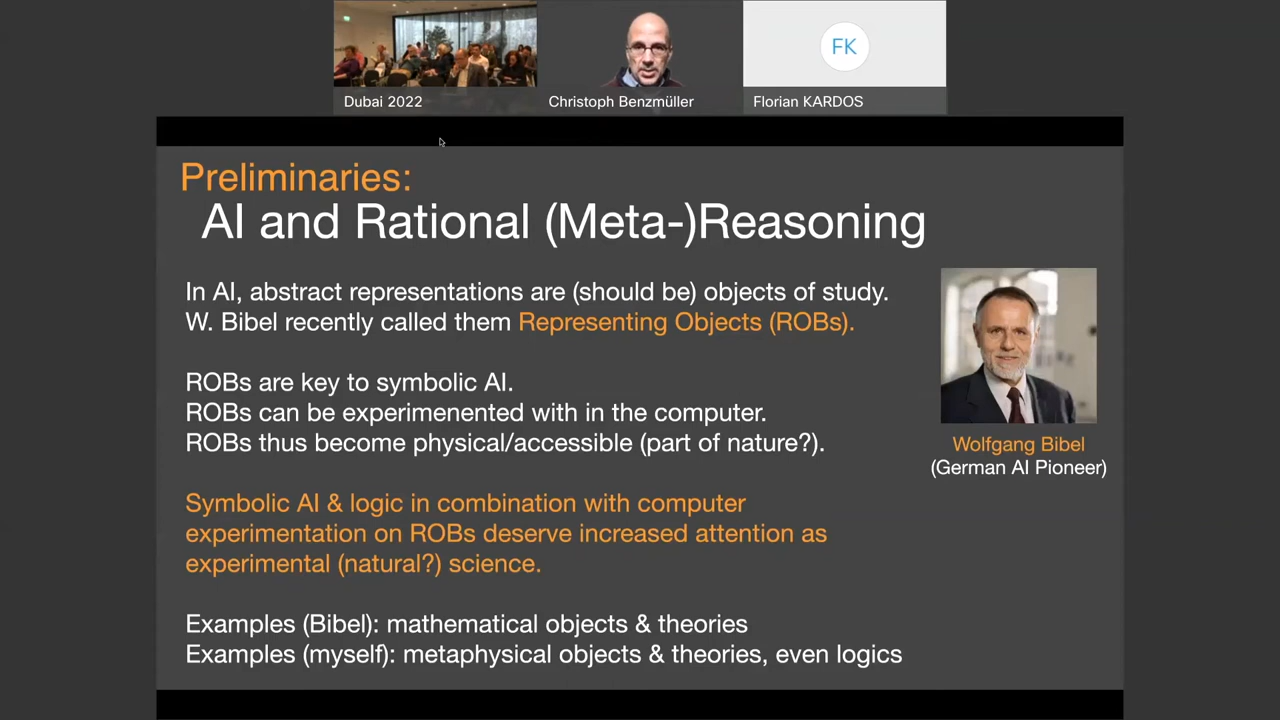 FK
Dubai 2022
Christoph Benzmüller
Florian KARDOS
Preliminaries:
AI and Rational (Meta-)Reasoning
In AI, abstract representations are (should be) objects of study.
W. Bibel recently called them Representing Objects (ROBs).
ROBs are key to symbolic AI.
ROBs can be experimenented with in the computer.
ROBs thus become physical/accessible (part of nature?).
Wolfgang Bibel
(German AI Pioneer)
Symbolic AI & logic in combination with computer
experimentation on ROBs deserve increased attention as
experimental (natural?) science.
Examples (Bibel): mathematical objects & theories
Examples (myself): metaphysical objects & theories, even logics